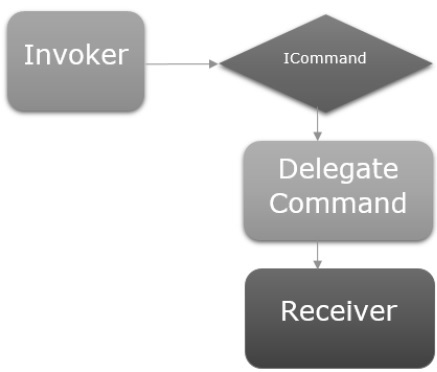 Invoker
ICommand
Delegate
Command
Receiver